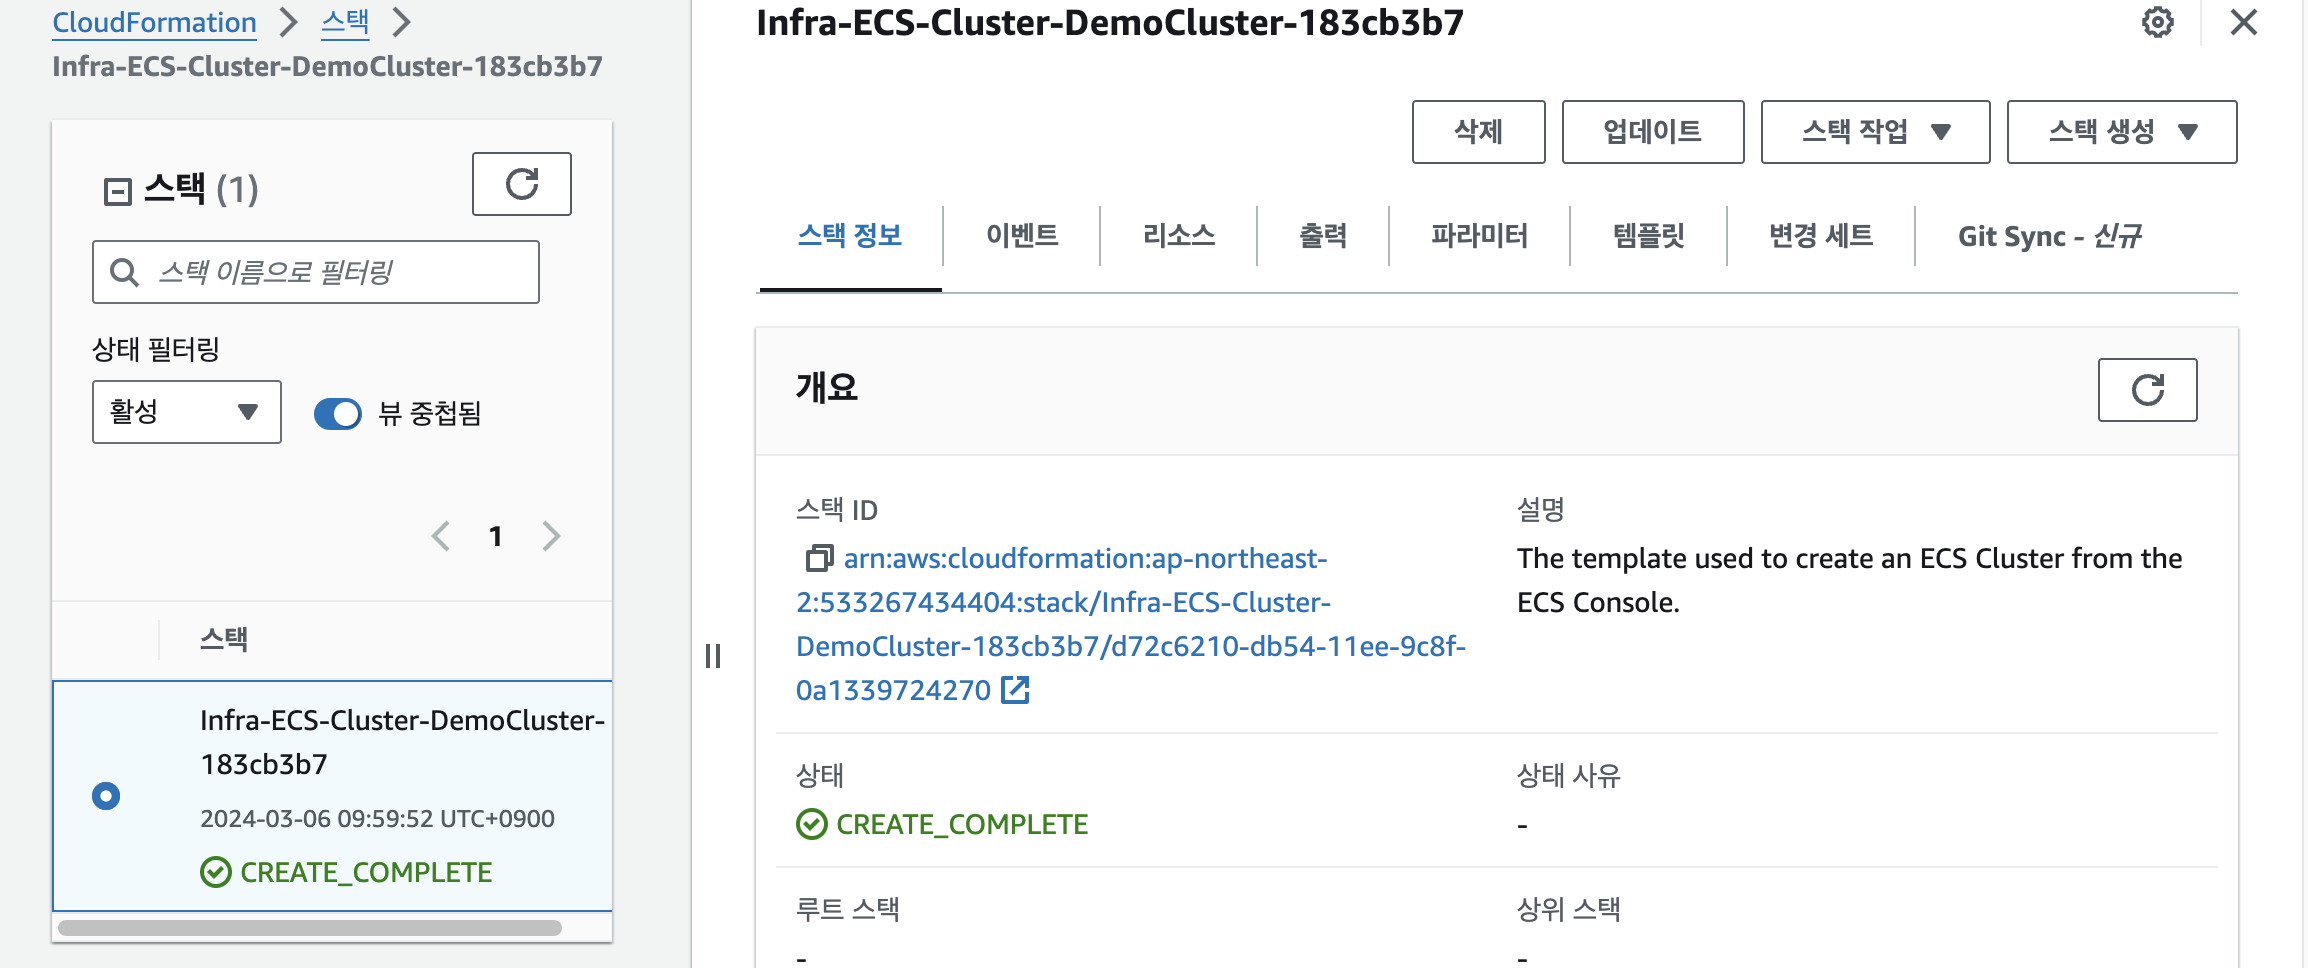 CloudFormation > 스택 >
Infra-ECS-Cluster-DemoCluster-183cb3b7
스택 (1)
스택 이름으로 필터링
상태 필터링
활성
뷰 중첩됨
1
스택
Infra-ECS-Cluster-DemoCluster-
183cb3b7
2024-03-06 09:59:52 UTC+0900
CREATE_COMPLETE
Infra-ECS-Cluster-DemoCluster-183cb3b7
삭제 업데이트 스택 작업 스택 생성
스택 정보 이벤트 리소스 출력 파라미터 템플릿 변경 세트 Git Sync - 신규
개요
스택 ID
arn:aws:cloudformation:ap-northeast-
2:533267434404:stack/Infra-ECS-Cluster-
DemoCluster-183cb3b7/d72c6210-db54-11ee-9c8f-
0a1339724270
설명
The template used to create an ECS Cluster from the
ECS Console.
상태
CREATE_COMPLETE
상태 사유
-
루트 스택
-
상위 스택
-